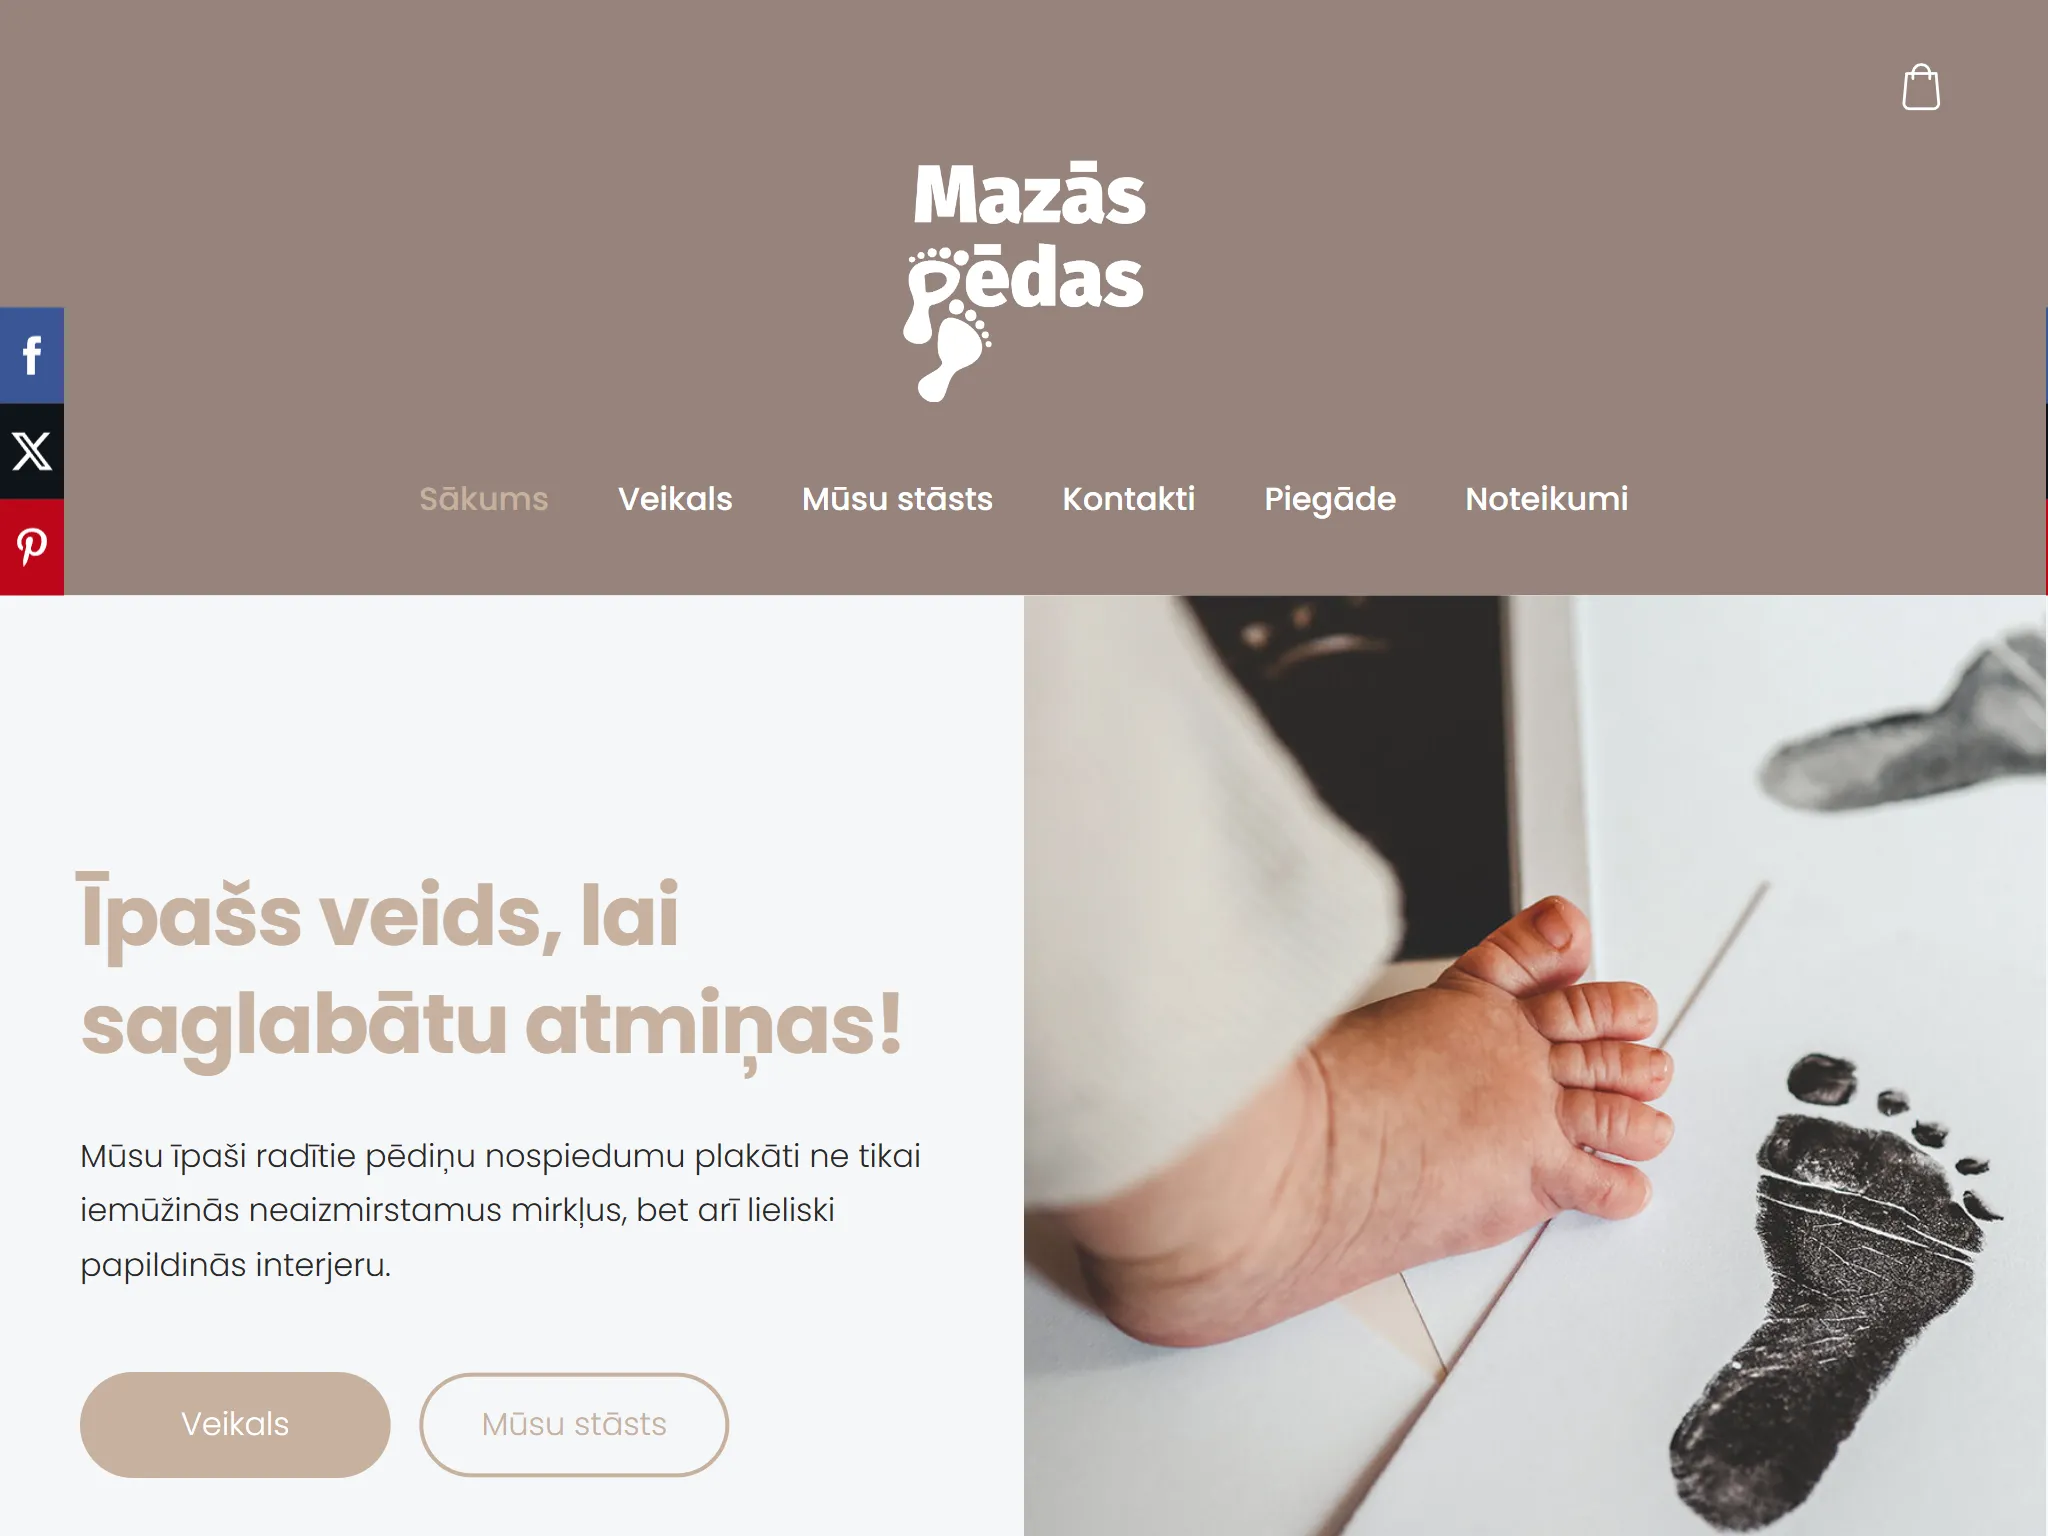 Mazās
pēdas
Sākums Veikals Mūsu stāsts Kontakti Piegāde Noteikumi
Īpašs veids, lai
saglabātu atmiņas!
Mūsu īpaši radītie pēdiņu nospiedumu plakāti ne tikai
iemūžinās neaizmirstamus mirkļus, bet arī lieliski
papildinās interjeru.
Veikals Mūsu stāsts